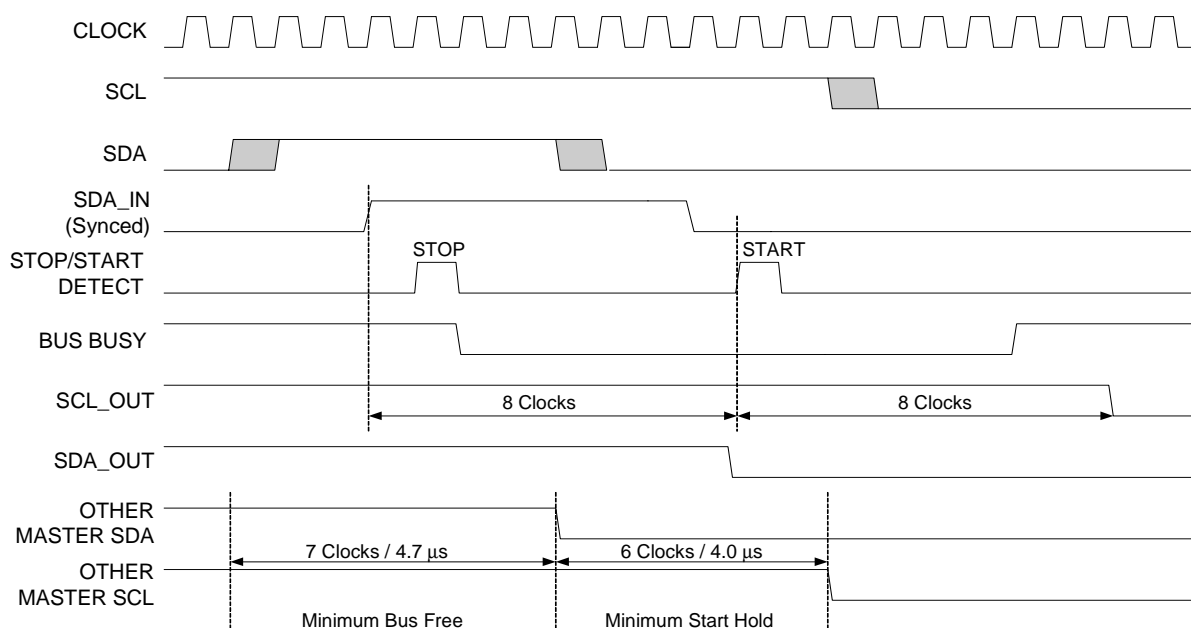 CLOCK
SCL
SDA
SDA_IN
(Synced)
STOP/START
DETECT
STOP
START
BUS BUSY
SCL_OUT
8 Clocks
8 Clocks
SDA_OUT
OTHER
MASTER SDA
7 Clocks / 4.7 µs
6 Clocks / 4.0 µs
OTHER
MASTER SCL
Minimum Bus Free
Minimum Start Hold